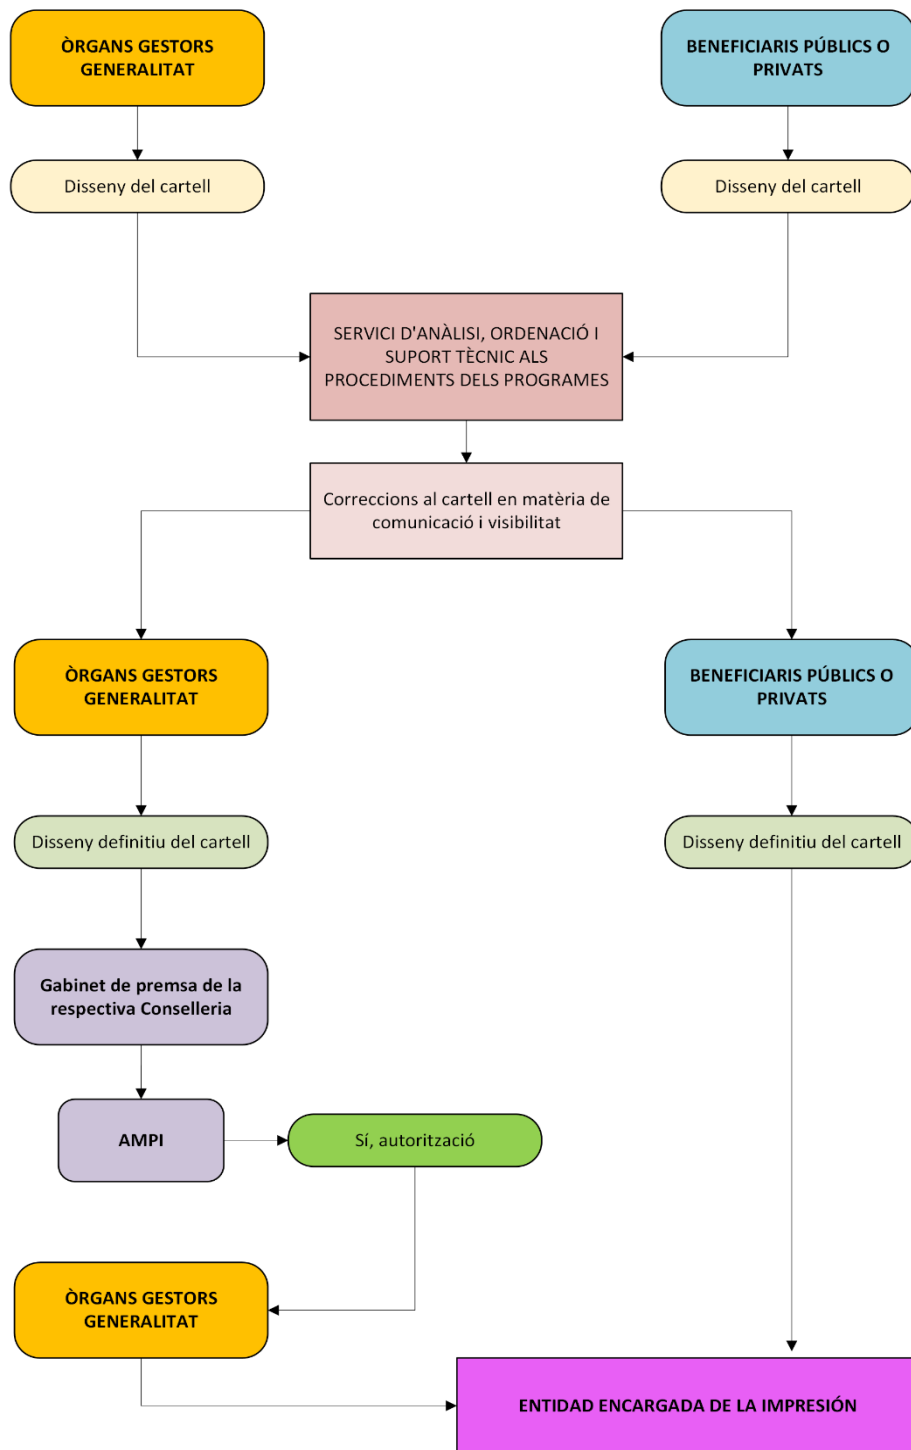 ÒRGANS GESTORS
GENERALITAT
BENEFICIARIS PÚBLICS O
PRIVATS
Disseny del cartell
Disseny del cartell
SERVICI D'ANÀLISI, ORDENACIÓ I
SUPORT TÈCNIC ALS
PROCEDIMENTS DELS PROGRAMES
Correccions al cartell en matèria de
comunicació i visibilitat
ÒRGANS GESTORS
GENERALITAT
BENEFICIARIS PÚBLICS O
PRIVATS
Disseny definitiu del cartell
Disseny definitiu del cartell
Gabinet de premsa de la
respectiva Conselleria
AMPI
Sí, autorització
ÒRGANS GESTORS
GENERALITAT
ENTIDAD ENCARGADA DE LA IMPRESIÓN